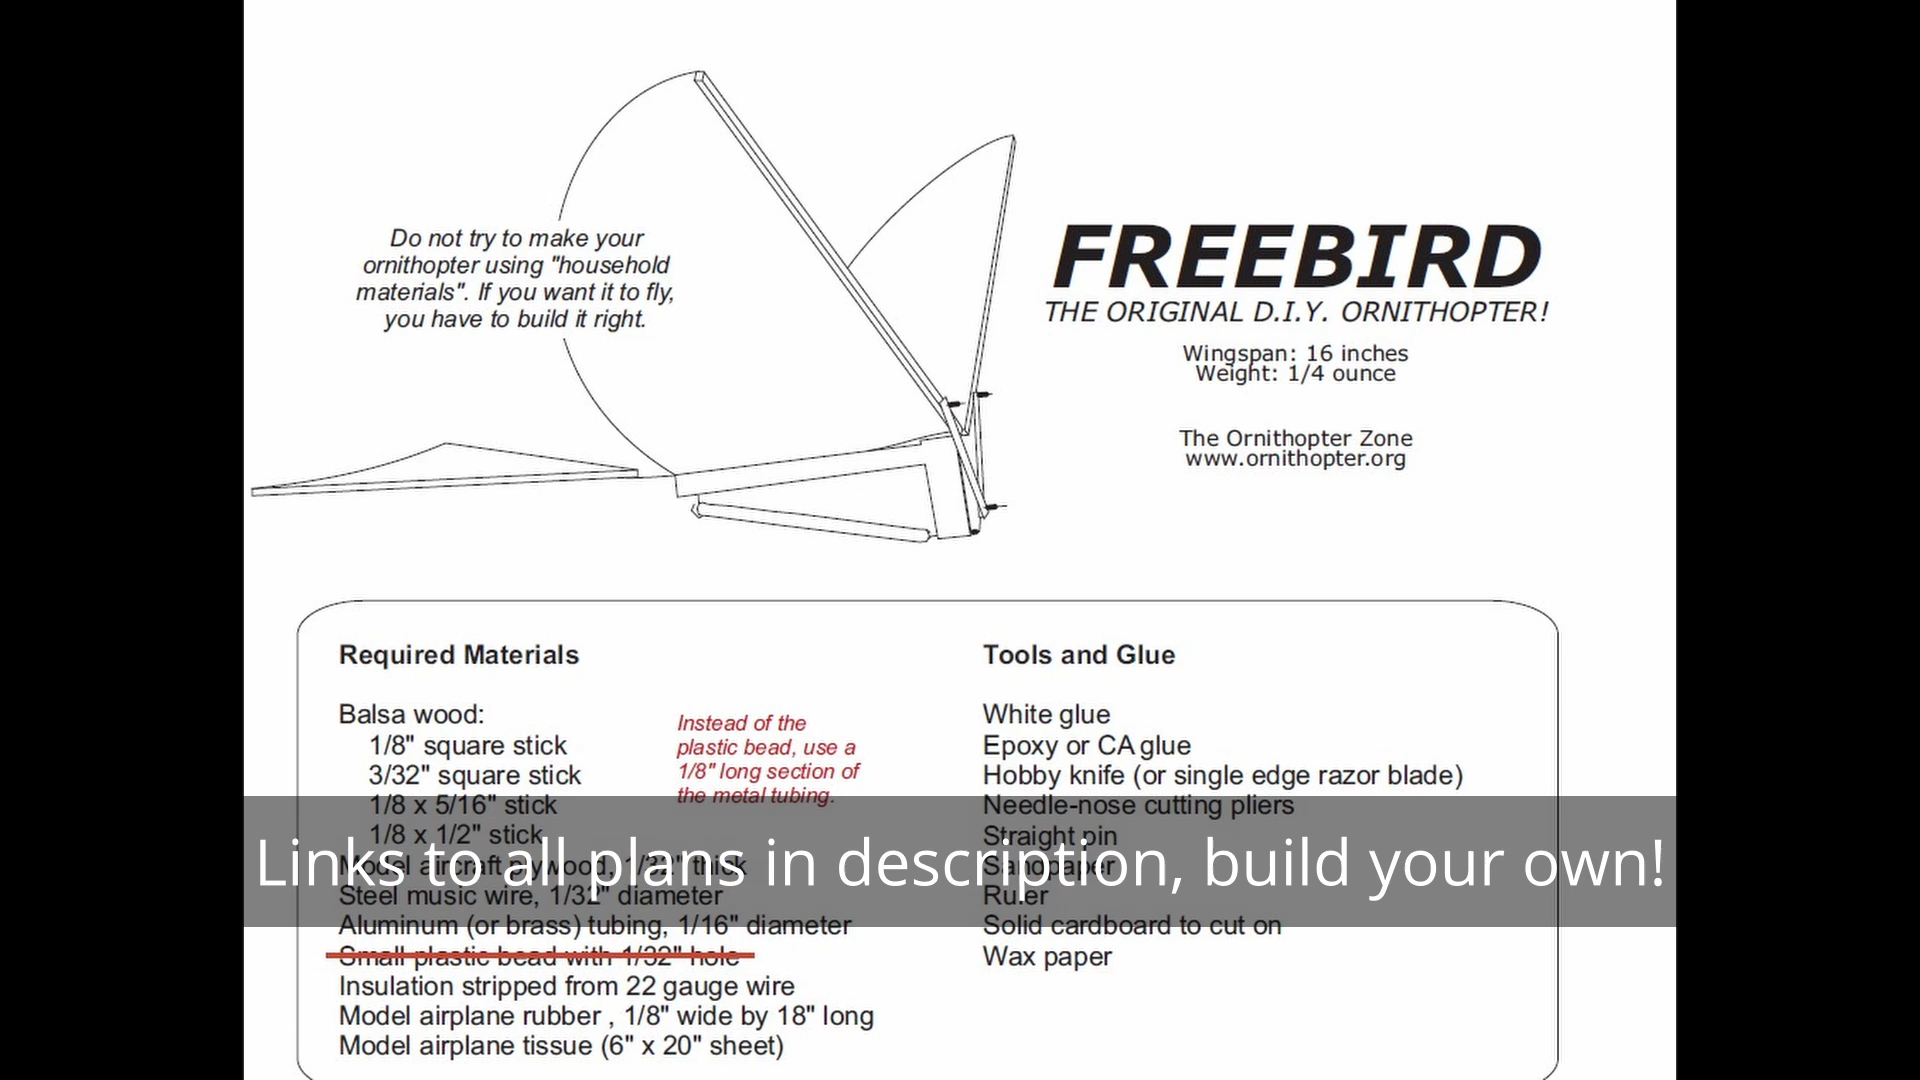 Do not try to make your
ornithopter using "household
materials". If you want it to fly,
you have to build it right.
FREEBIRD
THE ORIGINAL D.I.Y. ORNITHOPTER!
Wingspan: 16 inches
Weight: 1/4 ounce
The Ornithopter Zone
www.ornithopter.org
Required Materials
Balsa wood:
1/8" square stick
3/32" square stick
1/8 x 5/16" stick
1/8 x 1/2" stick
Model aircraft plywood, 1/32" thick
Steel music wire, 1/32" diameter
Aluminum (or brass) tubing, 1/16" diameter
Small plastic bead with 1/32" hole
Insulation stripped from 22 gauge wire
Model airplane rubber , 1/8" wide by 18" long
Model airplane tissue (6" x 20" sheet)
Instead of the
plastic bead, use a
1/8" long section of
the metal tubing.
Tools and Glue
White glue
Epoxy or CA glue
Hobby knife (or single edge razor blade)
Needle-nose cutting pliers
Straight pin
Sandpaper
Ruler
Solid cardboard to cut on
Wax paper
Links to all plans in description, build your own!